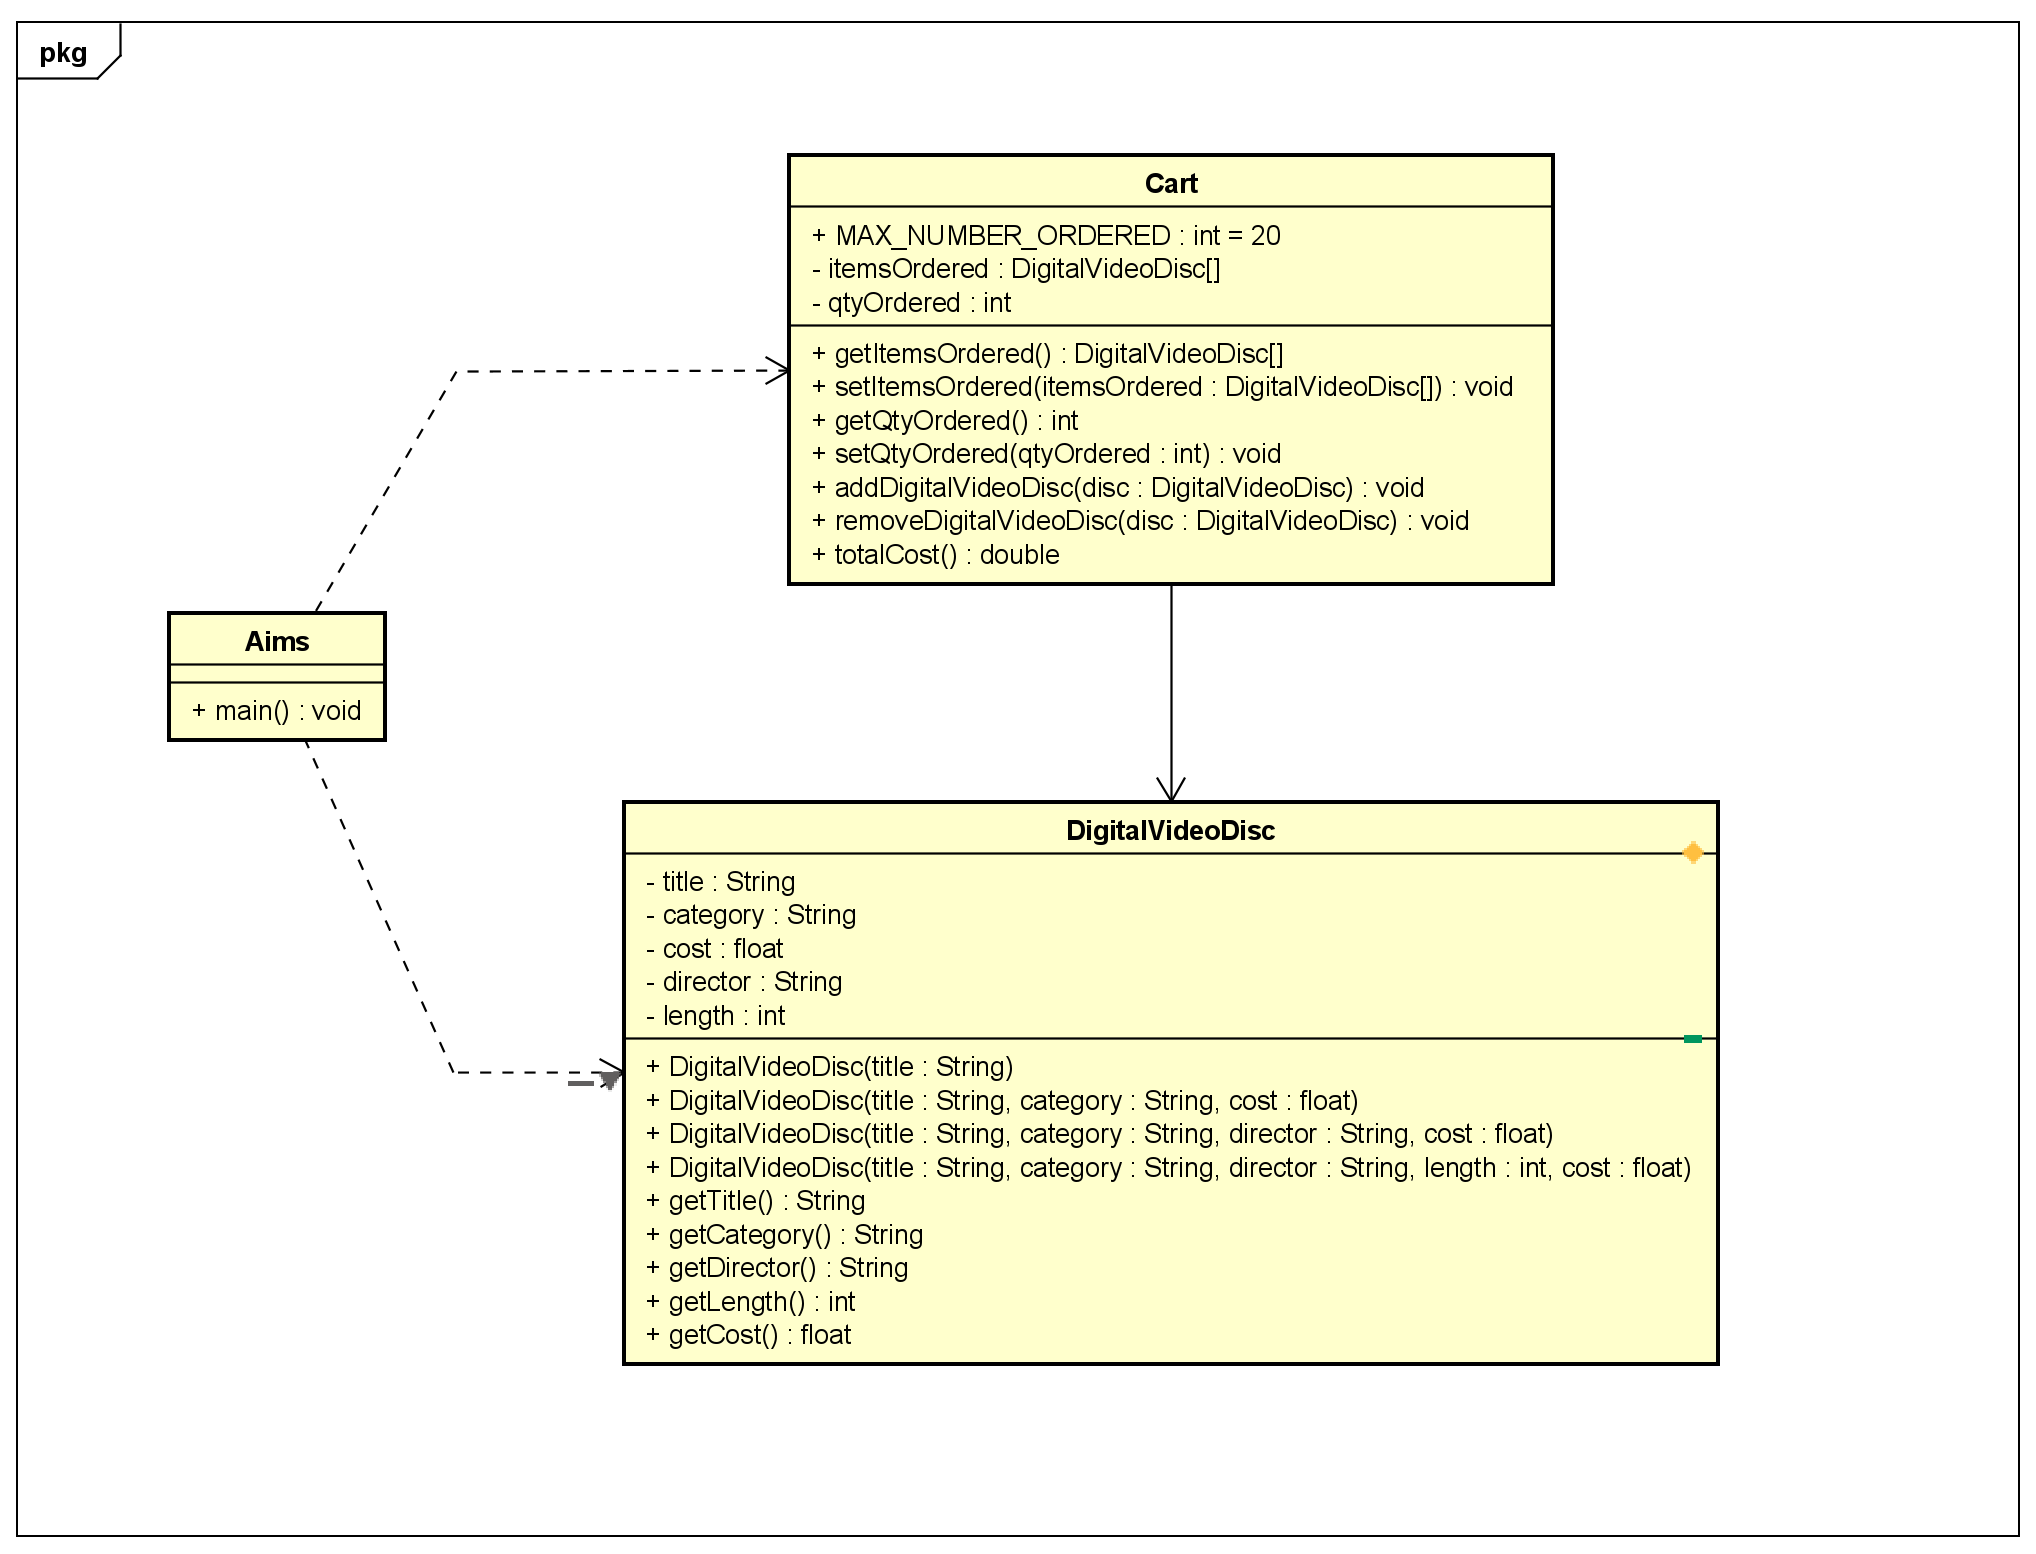 pkg
Cart
+ MAX_NUMBER_ORDERED : int = 20
- itemsOrdered : DigitalVideoDisc[]
- qtyOrdered : int
+ getItemsOrdered() : DigitalVideoDisc[]
+ setItemsOrdered(itemsOrdered : DigitalVideoDisc[]) : void
+ getQtyOrdered() : int
+ setQtyOrdered(qtyOrdered : int) : void
+ addDigitalVideoDisc(disc : DigitalVideoDisc) : void
+ removeDigitalVideoDisc(disc : DigitalVideoDisc) : void
+ totalCost() : double
Aims
+ main() : void
DigitalVideoDisc
- title : String
- category : String
- cost : float
- director : String
- length : int
+ DigitalVideoDisc(title : String)
+ DigitalVideoDisc(title : String, category : String, cost : float)
+ DigitalVideoDisc(title : String, category : String, director : String, cost : float)
+ DigitalVideoDisc(title : String, category : String, director : String, length : int, cost : float)
+ getTitle() : String
+ getCategory() : String
+ getDirector() : String
+ getLength() : int
+ getCost() : float